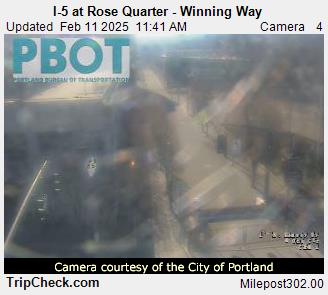 I-5 at Rose Quarter - Winning Way
Updated Feb 11 2025 11:41 AM Camera 4
PBOT
PORTLAND BUREAU OF TRANSPORTATION
Camera courtesy of the City of Portland
TripCheck.com Milepost302.00